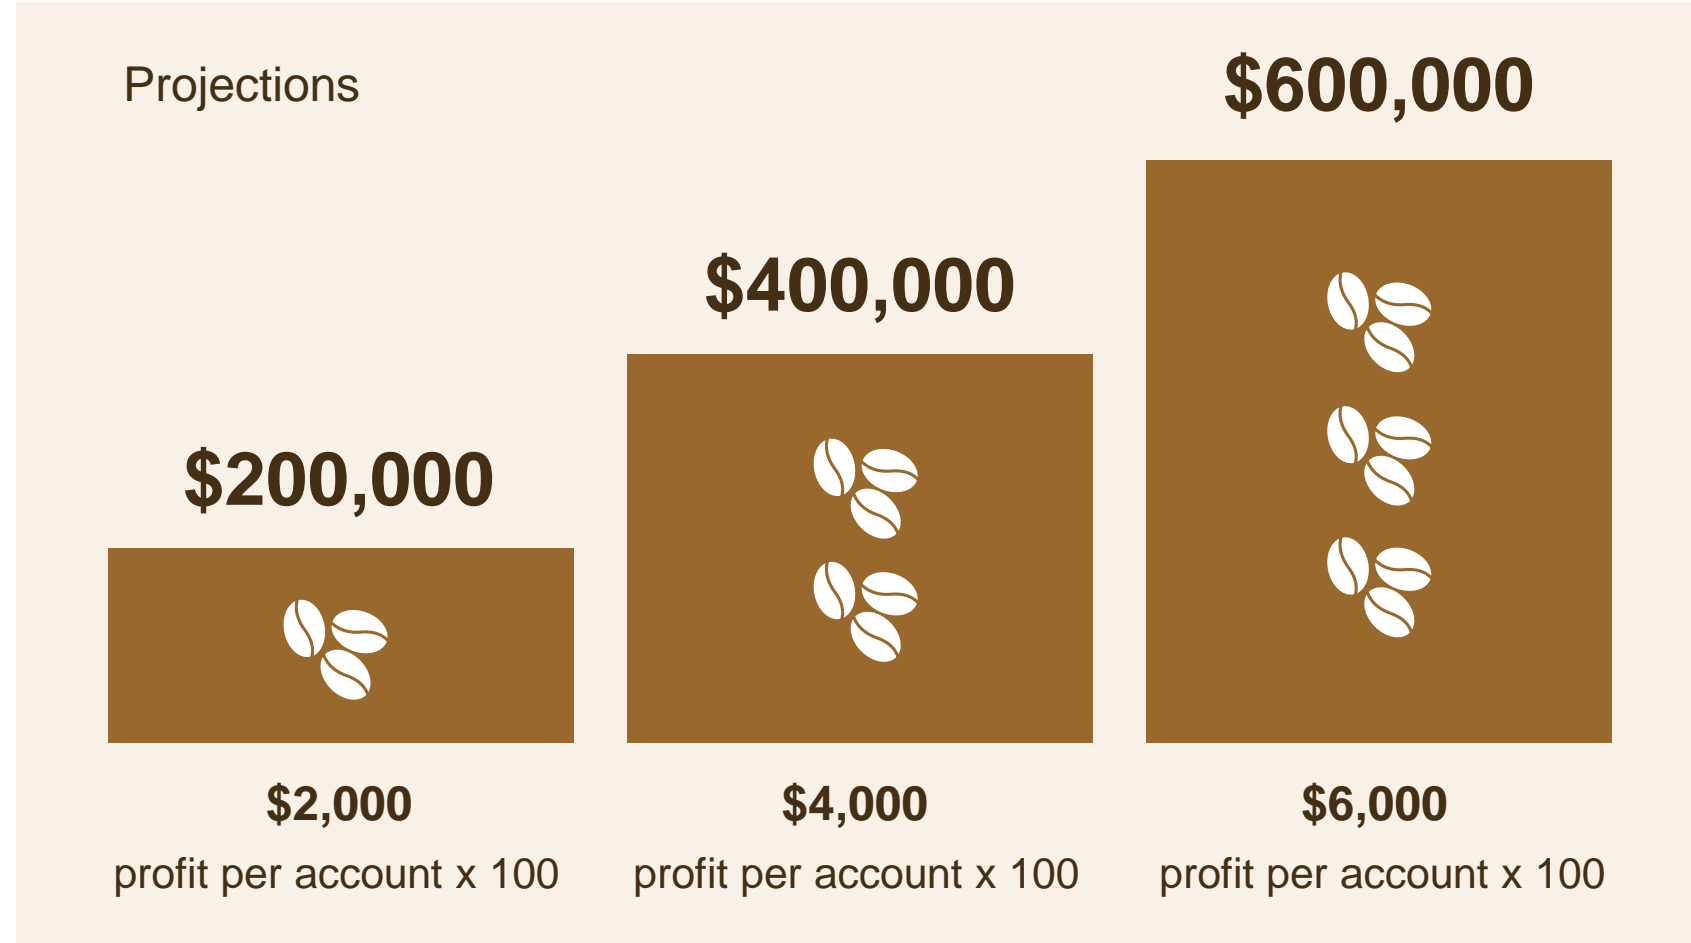 Projections
$200,000
$400,000
$600,000
$2,000
profit per account x 100
$4,000
profit per account x 100
$6,000
profit per account x 100